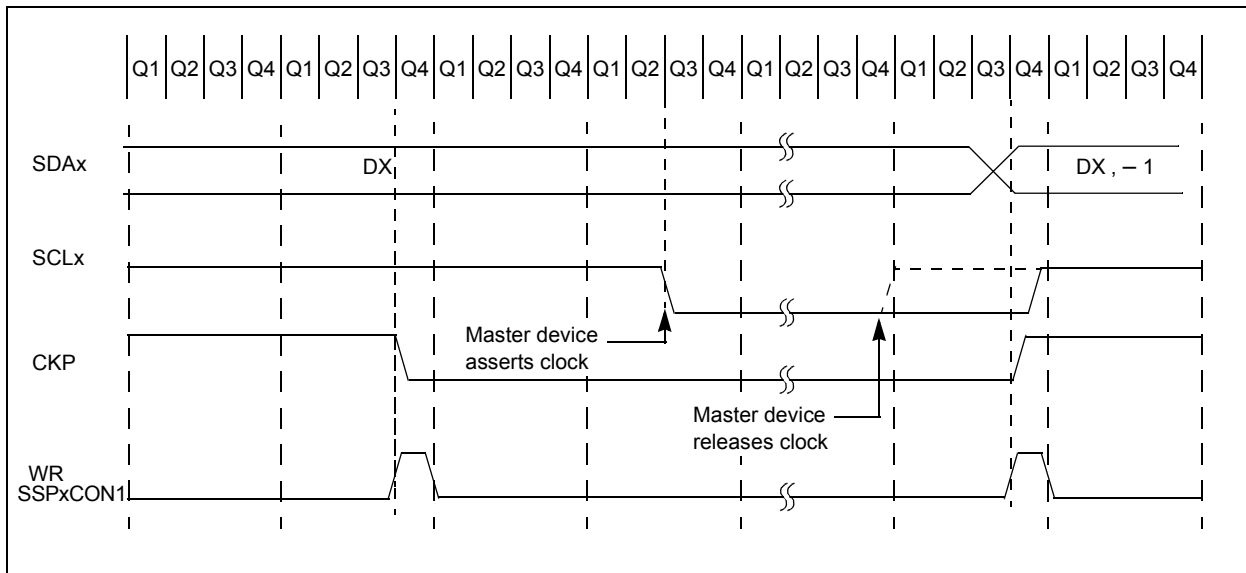 Q1 Q2 Q3 Q4 Q1 Q2 Q3 Q4 Q1 Q2 Q3 Q4 Q1 Q2 Q3 Q4 Q1 Q2 Q3 Q4 Q1 Q2 Q3 Q4 Q1 Q2 Q3 Q4
SDAx
DX
DX , – 1
SCLx
Master device
asserts clock
CKP
Master device
releases clock
WR
SSPxCON1